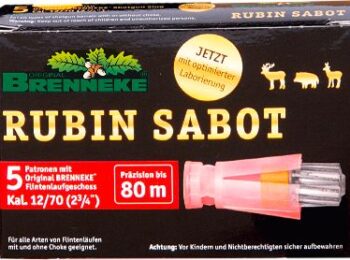 ORIGINAL
BRENNEKE®
JETZT
mit optimierter
Laborierung
RUBIN SABOT
5 Patronen mit
Original BRENNEKE®
Flintenlaufgeschoss
Kal. 12/70 (2¾")
Präzision bis
80 m
Für alle Arten von Flintenläufen
mit und ohne Choke geeignet.
Achtung: Vor Kindern und Nichtberechtigten sicher aufbewahren